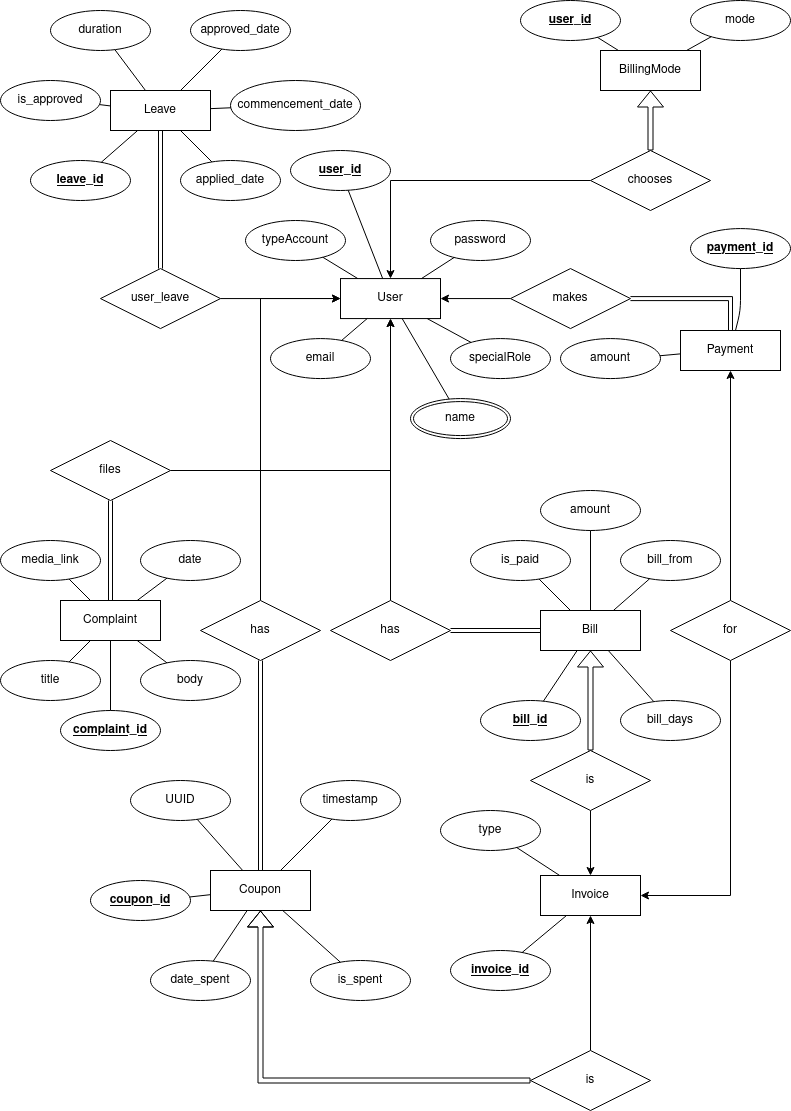 user_id
mode
duration
approved_date
BillingMode
is_approved
Leave
commencement_date
leave_id
applied_date
user_id
chooses
typeAccount
password
payment_id
user_leave
User
makes
email
specialRole
amount
Payment
name
files
amount
media_link
date
is_paid
bill_from
Complaint
has
has
Bill
for
title
body
complaint_id
bill_id
bill_days
is
UUID
timestamp
type
coupon_id
Coupon
Invoice
date_spent
is_spent
invoice_id
is